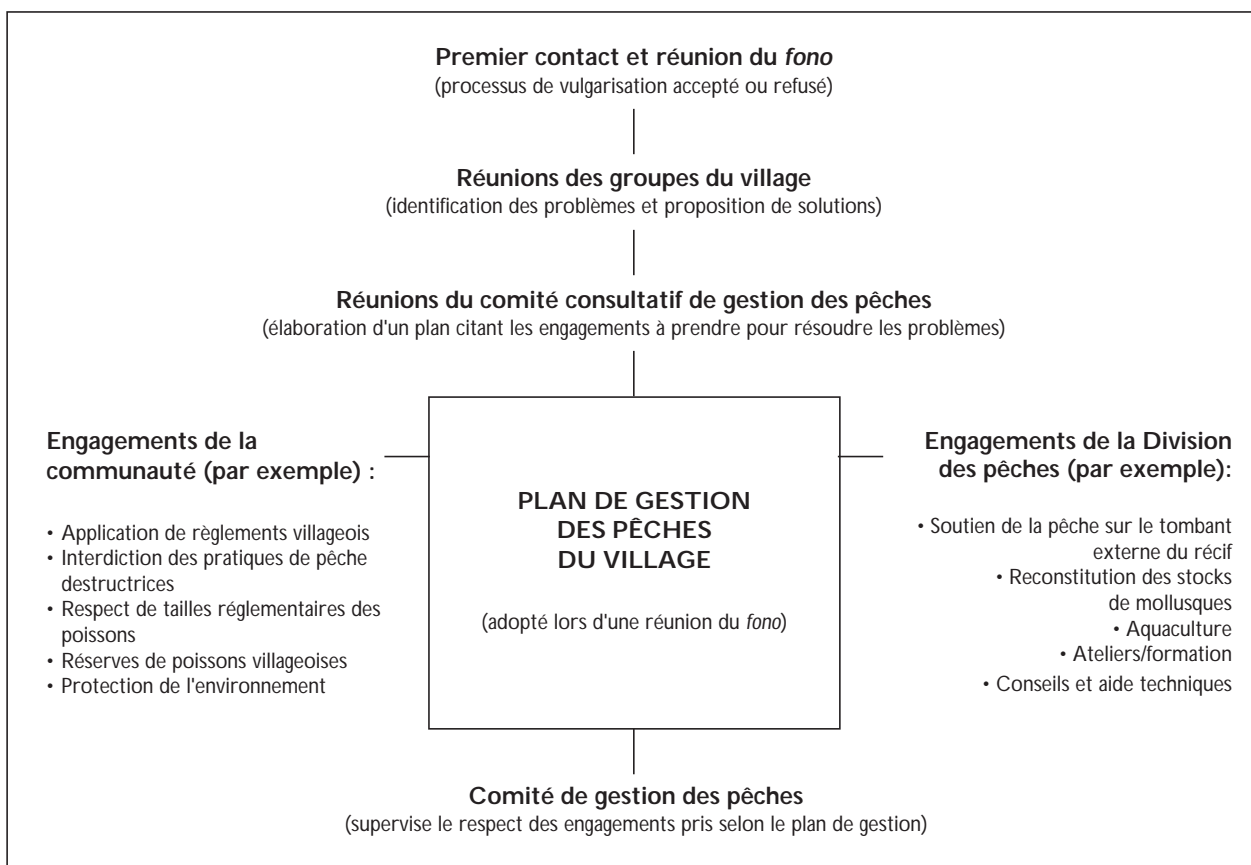 Premier contact et réunion du fono
(processus de vulgarisation accepté ou refusé)
Réunions des groupes du village
(identification des problèmes et proposition de solutions)
Réunions du comité consultatif de gestion des pêches
(élaboration d'un plan citant les engagements à prendre pour résoudre les problèmes)
Engagements de la
communauté (par exemple) :
• Application de règlements villageois
• Interdiction des pratiques de pêche
destructrices
• Respect de tailles réglementaires des
poissons
• Réserves de poissons villageoises
• Protection de l'environnement
PLAN DE GESTION
DES PÊCHES
DU VILLAGE
(adopté lors d'une réunion du fono)
Engagements de la Division
des pêches (par exemple):
• Soutien de la pêche sur le tombant
externe du récif
• Reconstitution des stocks
de mollusques
• Aquaculture
• Ateliers/formation
• Conseils et aide techniques
Comité de gestion des pêches
(supervise le respect des engagements pris selon le plan de gestion)